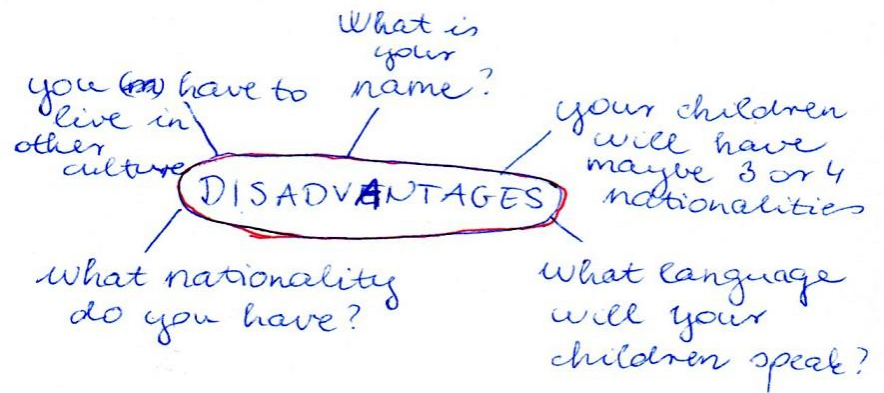 What is
your
name?
you (m) have to
live in
other
culture
your children
will have
maybe 3 or 4
nationalities
DISADVANTAGES
What nationality
do you have?
What language
will your
children speak?